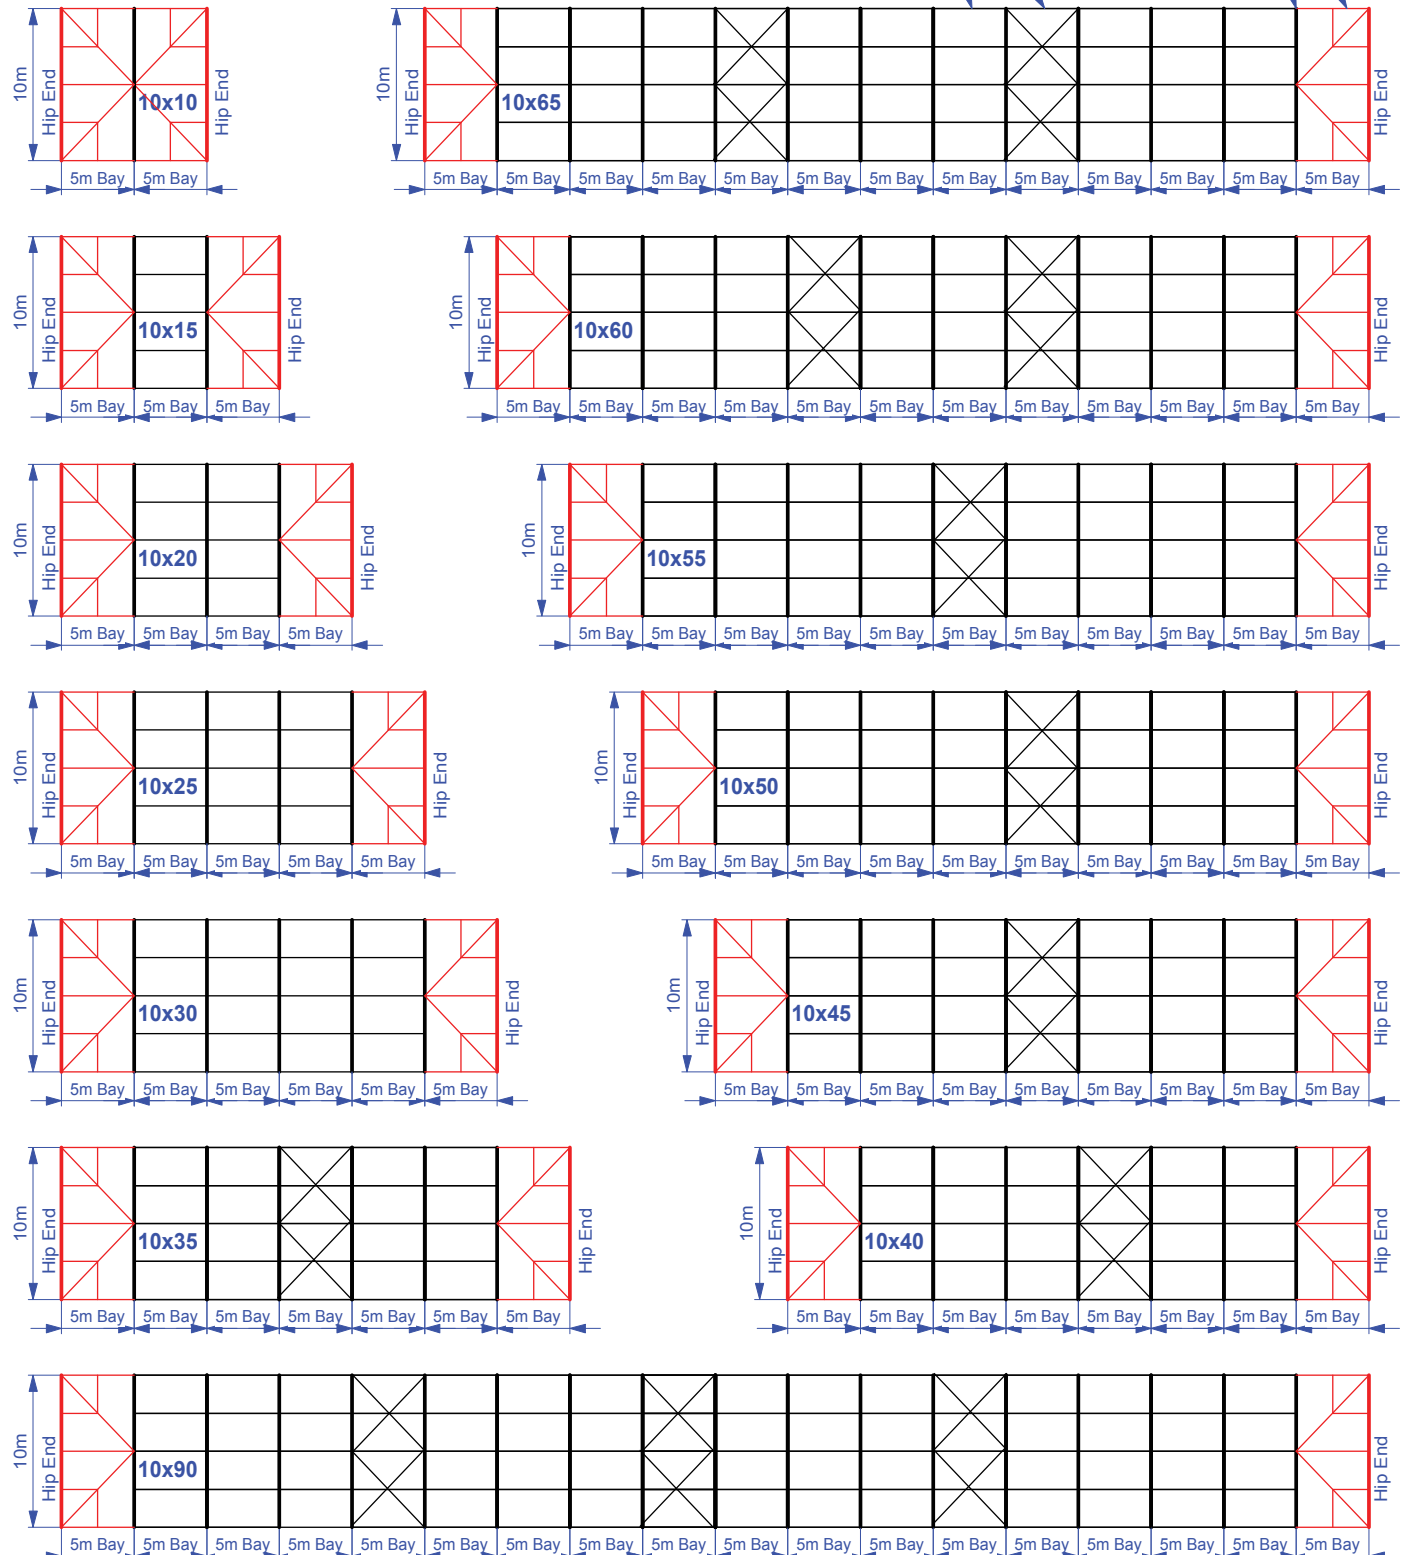 10m
Hip End
10x10
Hip End
5m Bay 5m Bay
10m
Hip End
10x65
Hip End
5m Bay 5m Bay 5m Bay 5m Bay 5m Bay 5m Bay 5m Bay 5m Bay 5m Bay 5m Bay 5m Bay 5m Bay 5m Bay
10m
Hip End
10x15
Hip End
5m Bay 5m Bay 5m Bay
10m
Hip End
10x60
Hip End
5m Bay 5m Bay 5m Bay 5m Bay 5m Bay 5m Bay 5m Bay 5m Bay 5m Bay 5m Bay 5m Bay 5m Bay
10m
Hip End
10x20
Hip End
5m Bay 5m Bay 5m Bay 5m Bay
10m
Hip End
10x55
Hip End
5m Bay 5m Bay 5m Bay 5m Bay 5m Bay 5m Bay 5m Bay 5m Bay 5m Bay 5m Bay 5m Bay
10m
Hip End
10x25
Hip End
5m Bay 5m Bay 5m Bay 5m Bay 5m Bay
10m
Hip End
10x50
Hip End
5m Bay 5m Bay 5m Bay 5m Bay 5m Bay 5m Bay 5m Bay 5m Bay 5m Bay 5m Bay
10m
Hip End
10x30
Hip End
5m Bay 5m Bay 5m Bay 5m Bay 5m Bay 5m Bay
10m
Hip End
10x45
Hip End
5m Bay 5m Bay 5m Bay 5m Bay 5m Bay 5m Bay 5m Bay 5m Bay 5m Bay
10m
Hip End
10x35
Hip End
5m Bay 5m Bay 5m Bay 5m Bay 5m Bay 5m Bay 5m Bay
10m
Hip End
10x40
Hip End
5m Bay 5m Bay 5m Bay 5m Bay 5m Bay 5m Bay 5m Bay 5m Bay
10m
Hip End
10x90
Hip End
5m Bay 5m Bay 5m Bay 5m Bay 5m Bay 5m Bay 5m Bay 5m Bay 5m Bay 5m Bay 5m Bay 5m Bay 5m Bay 5m Bay 5m Bay 5m Bay 5m Bay 5m Bay